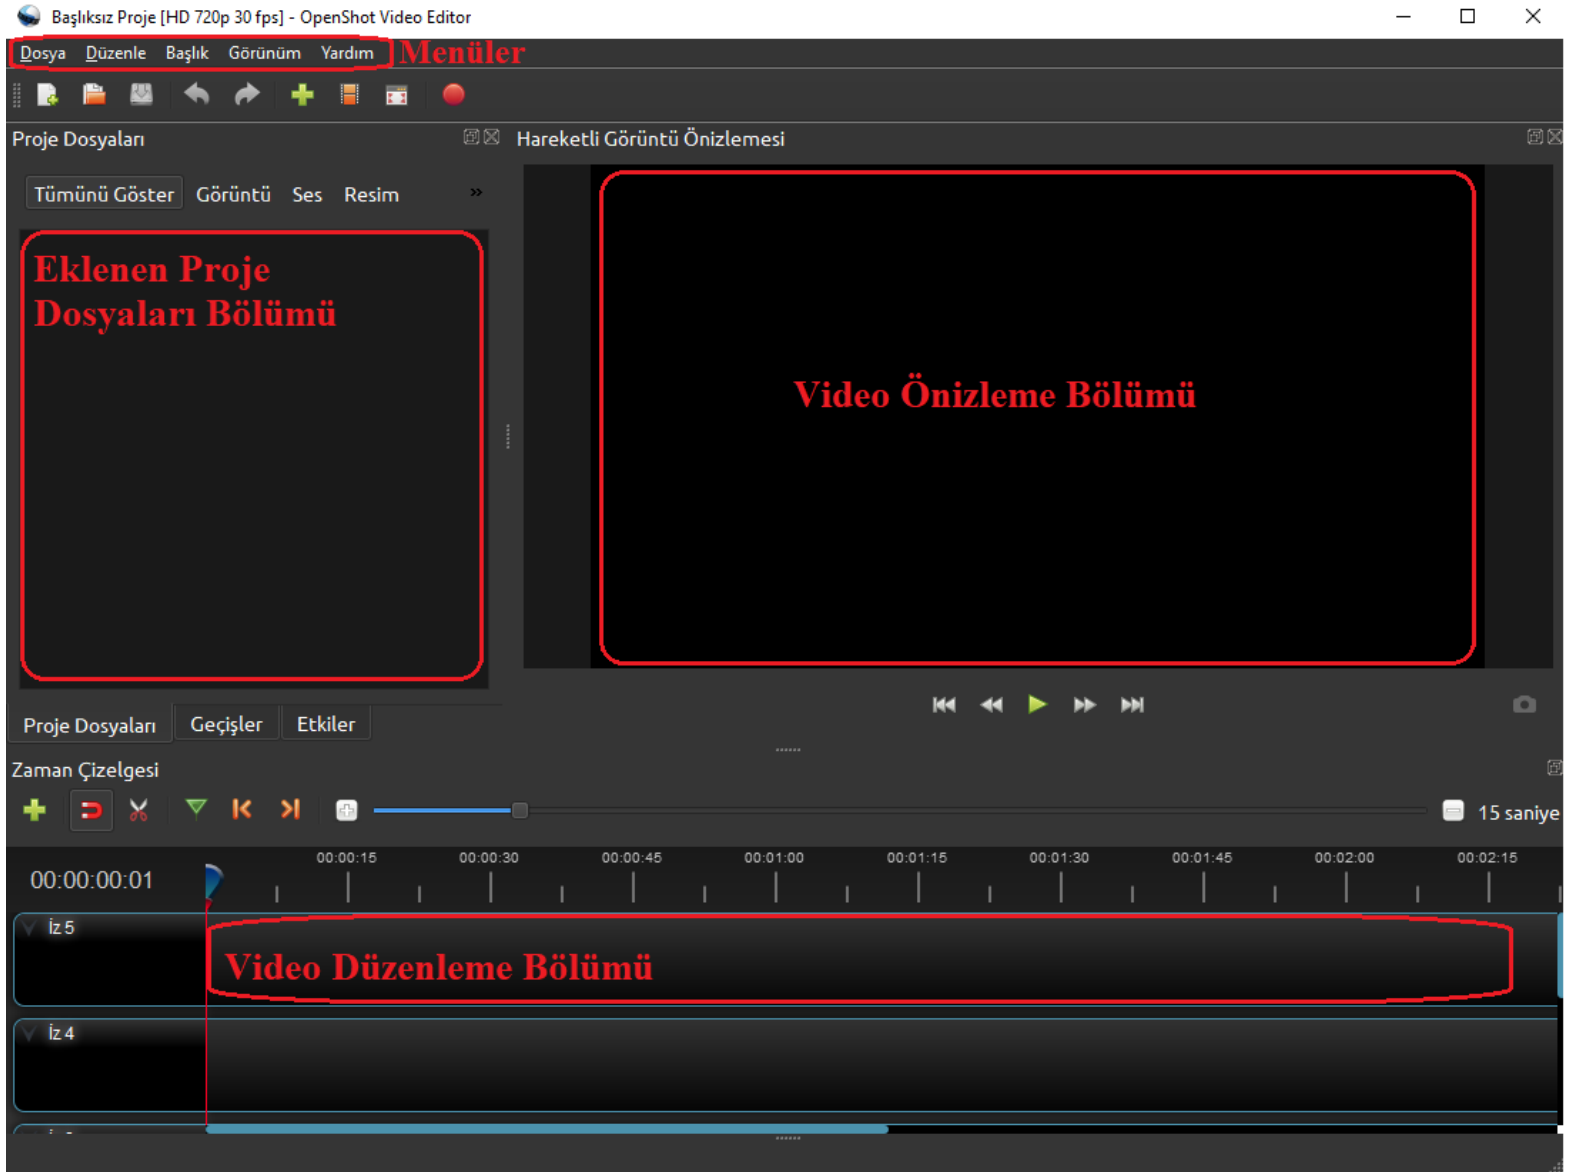 Başlıksız Proje [HD 720p 30 fps] - OpenShot Video Editor
Dosya Düzenle Başlık Görünüm Yardım Menüler
Proje Dosyaları
Hareketli Görüntü Önizlemesi
Tümünü Göster Görüntü Ses Resim »
Eklenen Proje
Dosyaları Bölümü
Video Önizleme Bölümü
Proje Dosyaları Geçişler Etkiler
Zaman Çizelgesi
15 saniye
00:00:00:01
00:00:15 00:00:30 00:00:45 00:01:00 00:01:15 00:01:30 00:01:45 00:02:00 00:02:15
İz 5
Video Düzenleme Bölümü
İz 4